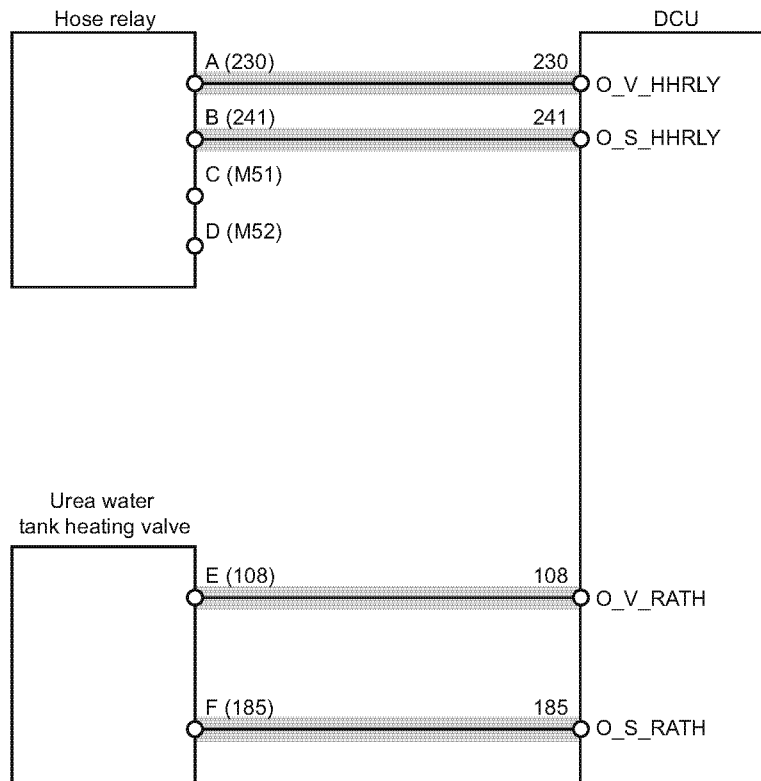 Hose relay
DCU
A (230)
230
O_V_HHRLY
B (241)
241
O_S_HHRLY
C (M51)
D (M52)
Urea water
tank heating valve
E (108)
108
O_V_RATH
F (185)
185
O_S_RATH